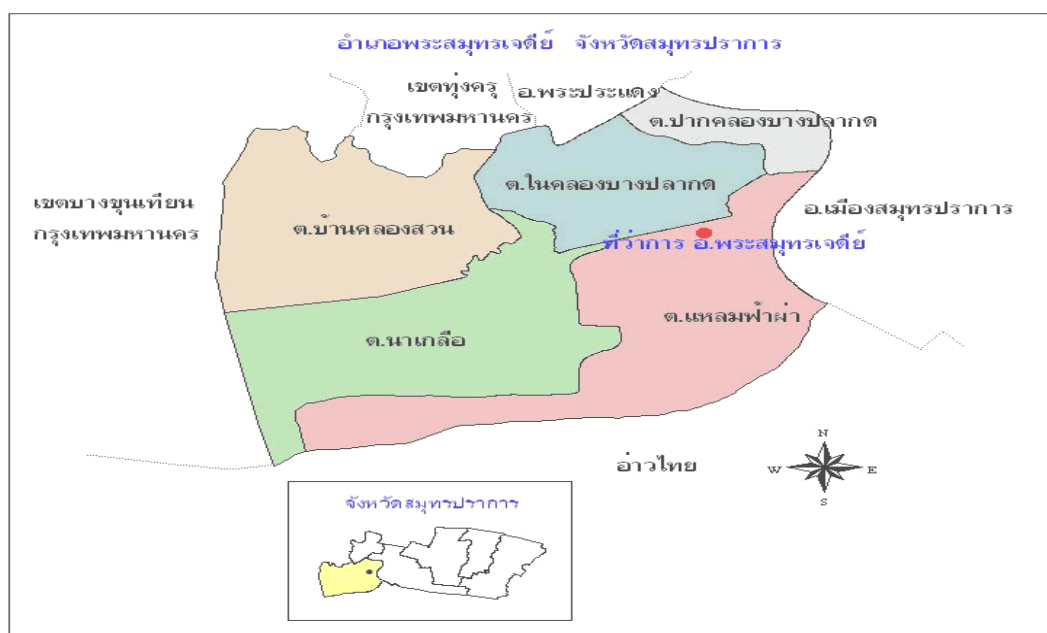 อำเภอพระสมุทรเจดีย์ จังหวัดสมุทรปราการ
เขตทุ่งครุ
กรุงเทพมหานคร
อ.พระประแดง
ต.ปากคลองบางปลากด
ต.ในคลองบางปลากด
เขตบางขุนเทียน
กรุงเทพมหานคร
ต.บ้านคลองสวน
อ.เมืองสมุทรปราการ
ที่ว่าการ อ.พระสมุทรเจดีย์
ต.แหลมฟ้าผ่า
ต.นาเกลือ
อ่าวไทย
N
W E
S
จังหวัดสมุทรปราการ